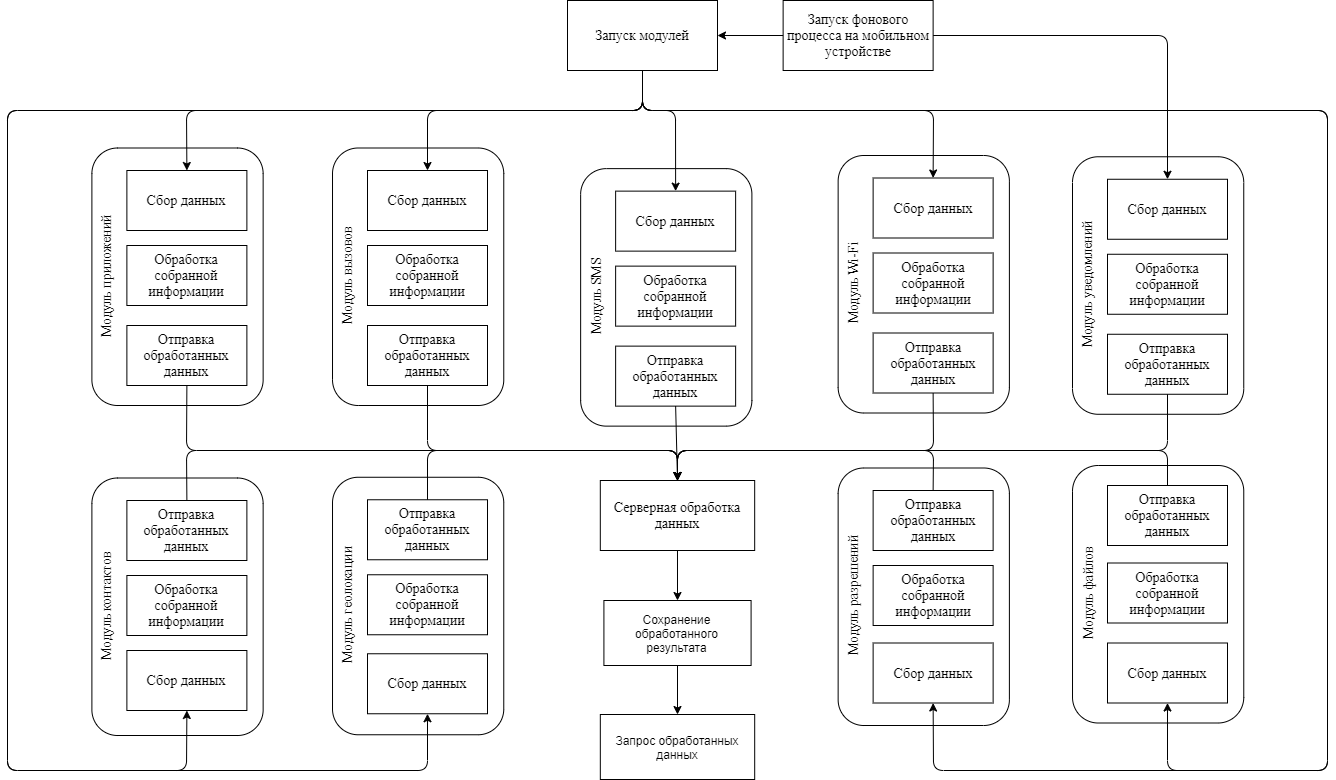 Запуск модулей
Запуск фонового
процесса на мобильном
устройстве
Модуль приложений
Сбор данных
Обработка
собранной
информации
Отправка
обработанных
данных
Модуль вызовов
Сбор данных
Обработка
собранной
информации
Отправка
обработанных
данных
Модуль SMS
Сбор данных
Обработка
собранной
информации
Отправка
обработанных
данных
Модуль Wi-Fi
Сбор данных
Обработка
собранной
информации
Отправка
обработанных
данных
Модуль уведомлений
Сбор данных
Обработка
собранной
информации
Отправка
обработанных
данных
Модуль контактов
Отправка
обработанных
данных
Обработка
собранной
информации
Сбор данных
Модуль геолокации
Отправка
обработанных
данных
Обработка
собранной
информации
Сбор данных
Серверная обработка
данных
Сохранение
обработанного
результата
Запрос обработанных
данных
Модуль разрешений
Отправка
обработанных
данных
Обработка
собранной
информации
Сбор данных
Модуль файлов
Отправка
обработанных
данных
Обработка
собранной
информации
Сбор данных